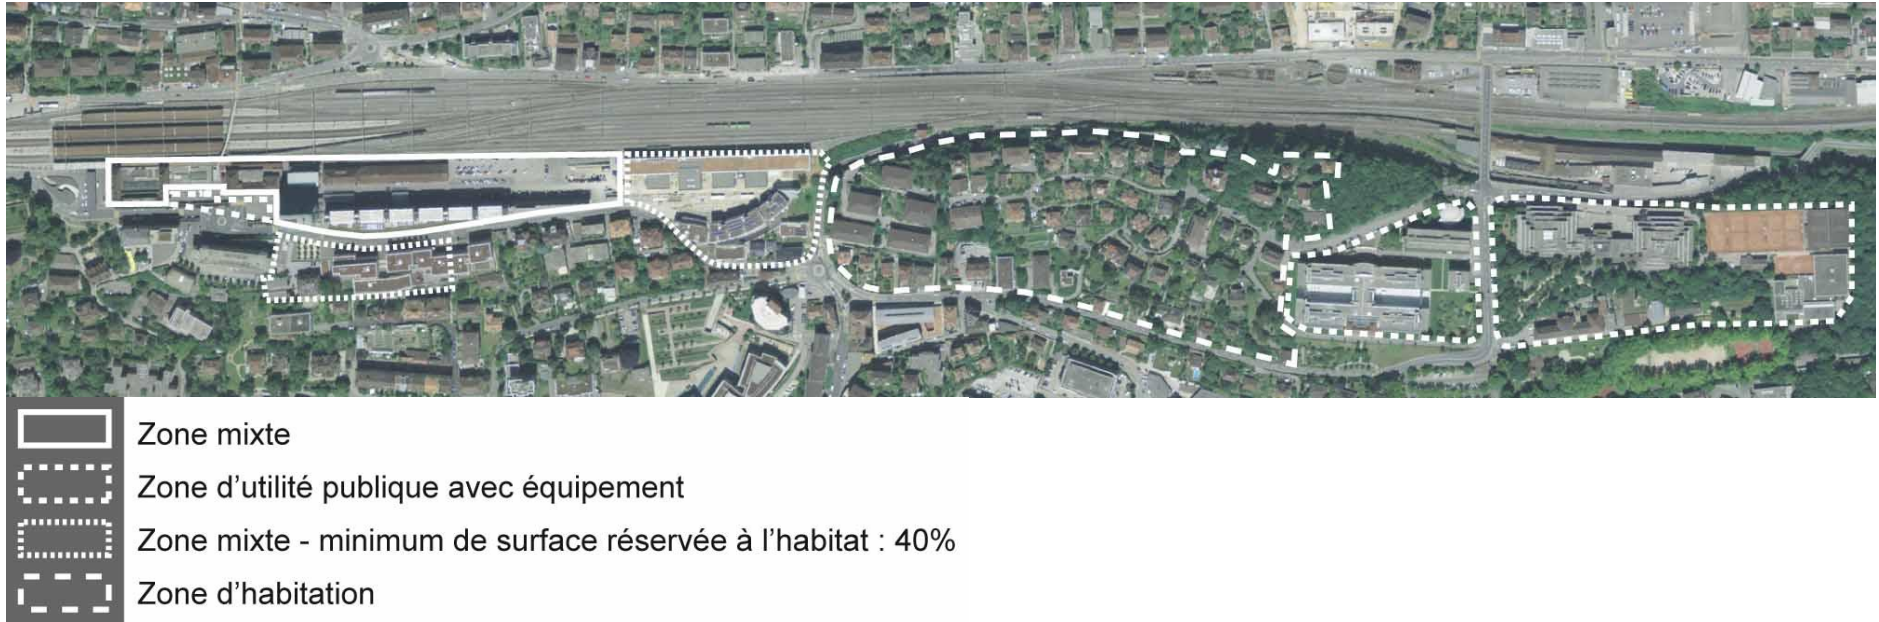 Zone mixte
Zone d’utilité publique avec équipement
Zone mixte - minimum de surface réservée à l’habitat : 40%
Zone d’habitation